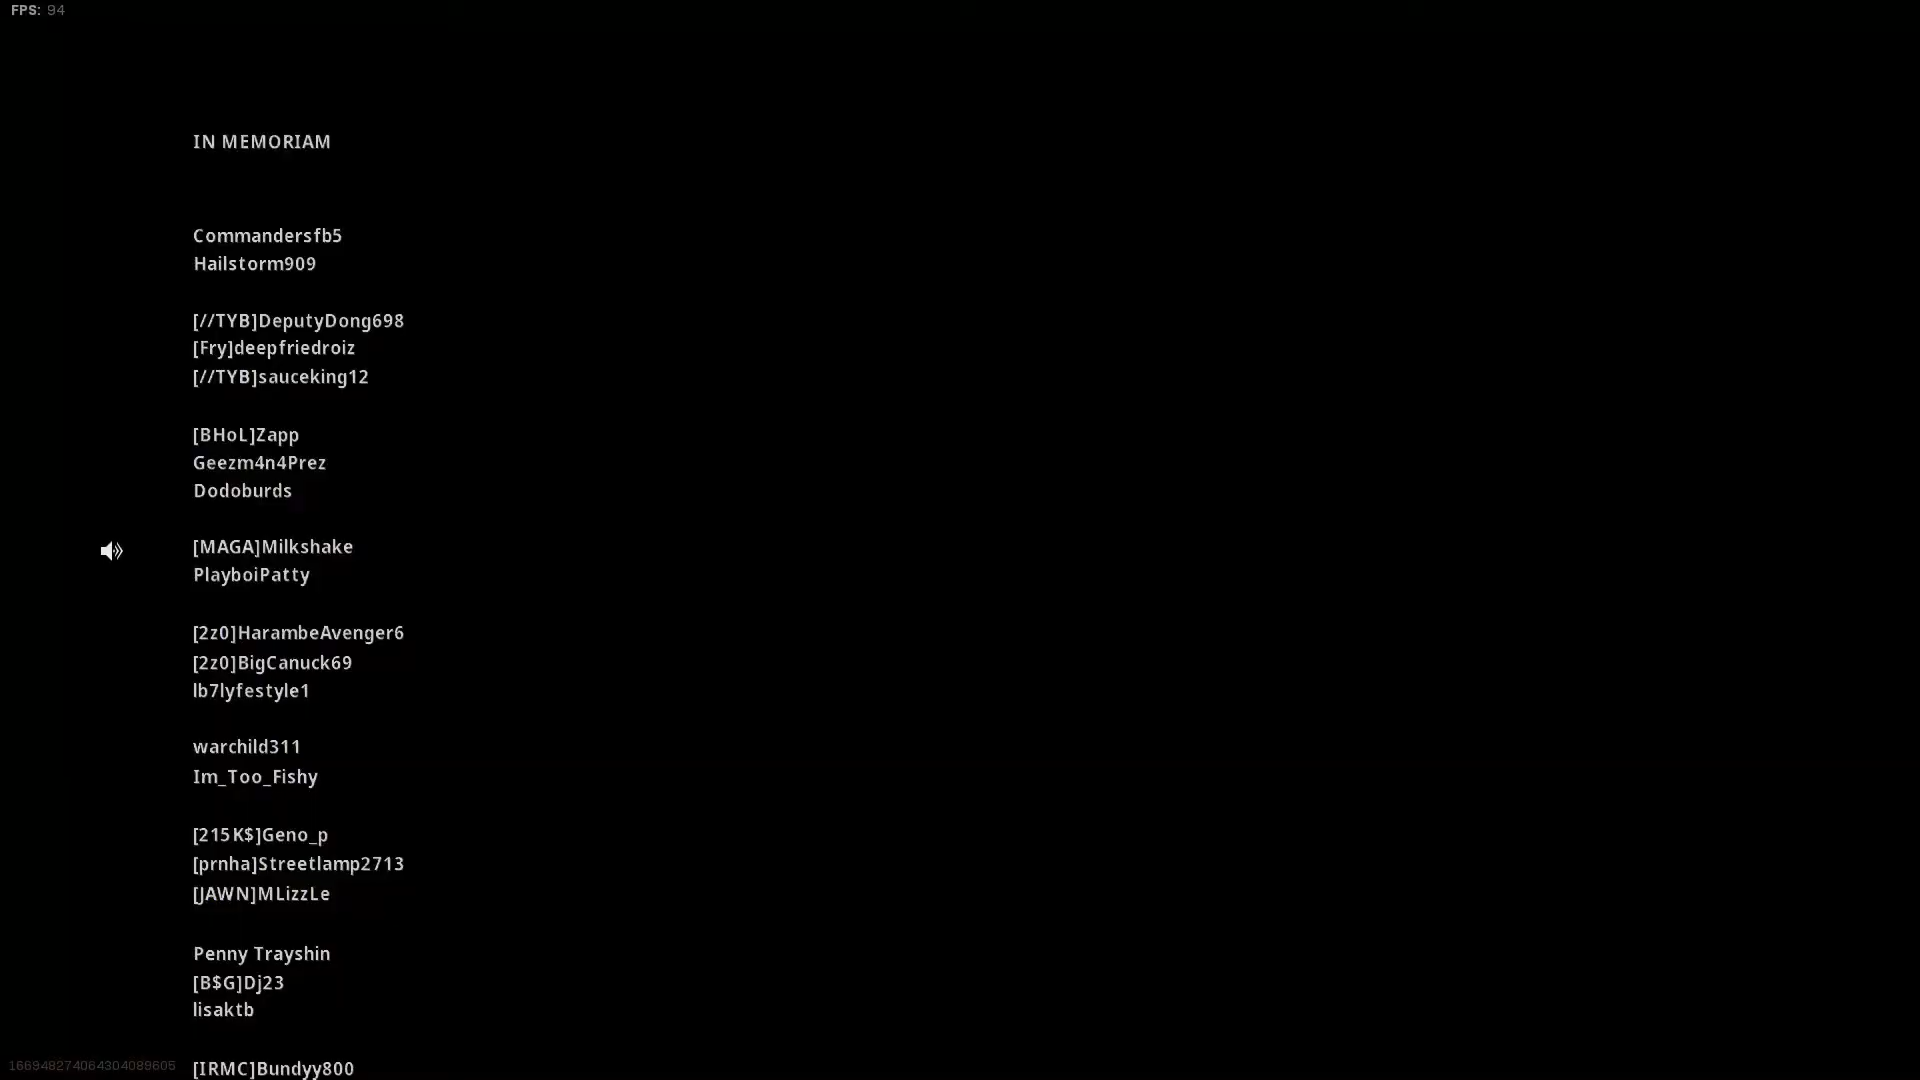 FPS: 94
IN MEMORIAM
Commandersfb5
Hailstorm909
[//TYB]DeputyDong698
[Fry]deepfriedroiz
[//TYB]sauceking12
[BHoL]Zapp
Geezm4n4Prez
Dodoburds
[MAGA]Milkshake
PlayboiPatty
[2z0]HarambeAvenger6
[2z0]BigCanuck69
lb7lyfestyle1
warchild311
Im_Too_Fishy
[215K$]Geno_p
[prnha]Streetlamp2713
[JAWN]MLizzLe
Penny Trayshin
[B$G]Dj23
lisaktb
[IRMC]Bundyy800
16694827406430408​9605